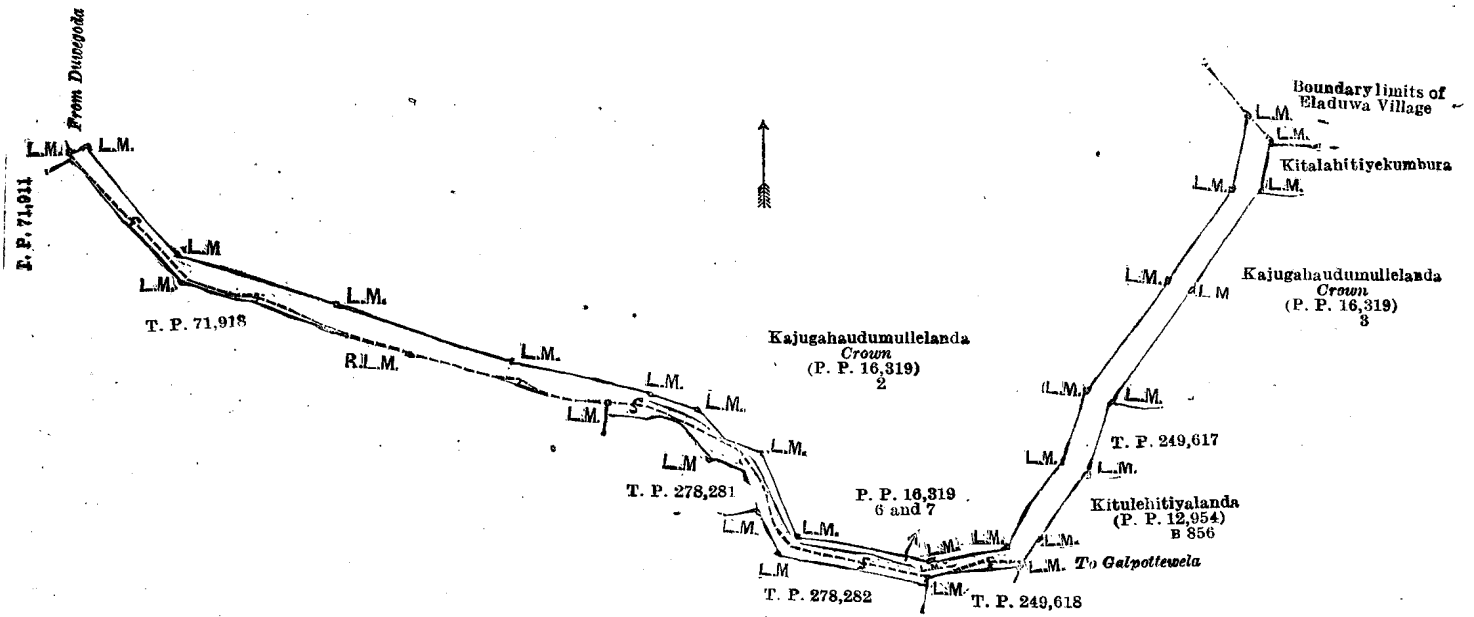 From Duwegoda
L.M.
L.M.
T. P. 71,911
L.M
L.M.
T. P. 71,918
L.M.
R.L.M.
L.M.
L.M.
L.M.
L.M.
L.M.
L.M
T. P. 278,281
L.M.
L.M.
L.M
T. P. 278,282
Kajugahaudumullelanda
Crown
(P. P. 16,319)
2
P. P. 16,319
6 and 7
L.M.
L.M.
L.M.
L.M.
To Galpottewela
T. P. 249,618
Boundary limits of
Eladuwa Village
L.M.
L.M.
Kitalahitiyekumbura
L.M.
L.M.
L.M.
L.M
Kajugahaudumullelanda
Crown
(P. P. 16,319)
3
L.M.
L.M.
T. P. 249,617
L.M.
L.M.
Kitulehitiyalanda
(P. P. 12,954)
B 856
L.M.